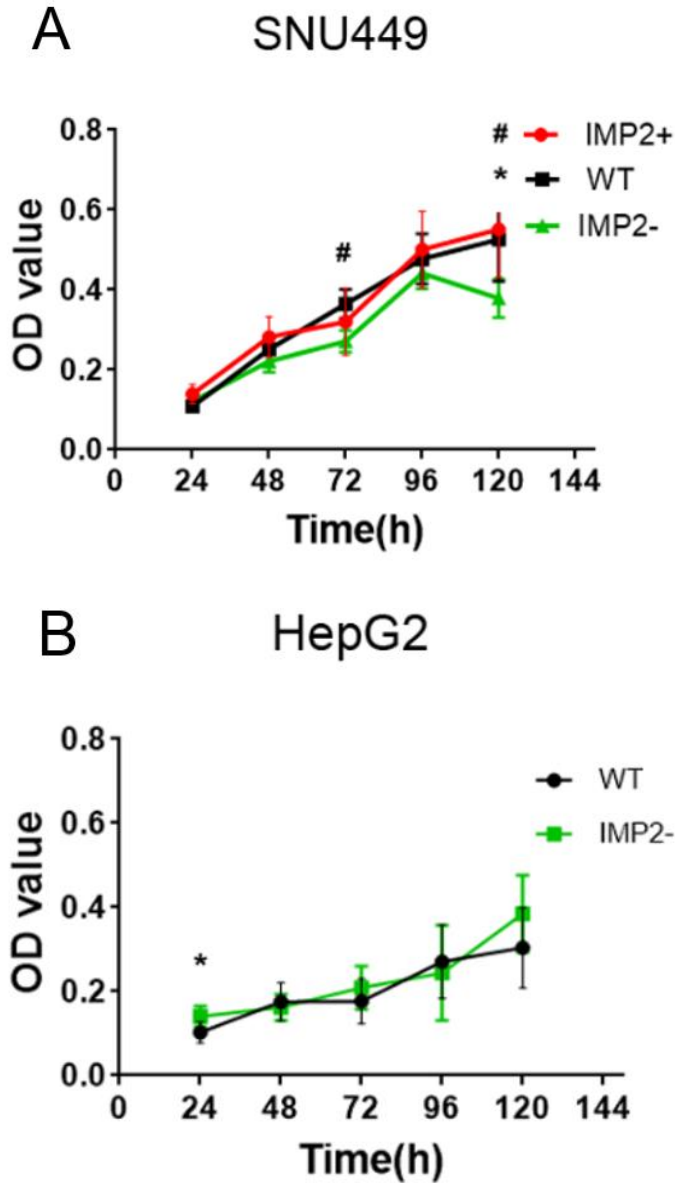 A
SNU449
0.8
0.6
0.4
0.2
0.0
OD value
#
# IMP2+
* WT
IMP2-
0 24 48 72 96 120 144
Time(h)
B
HepG2
0.8
0.6
0.4
0.2
0.0
OD value
*
WT
IMP2-
0 24 48 72 96 120 144
Time(h)